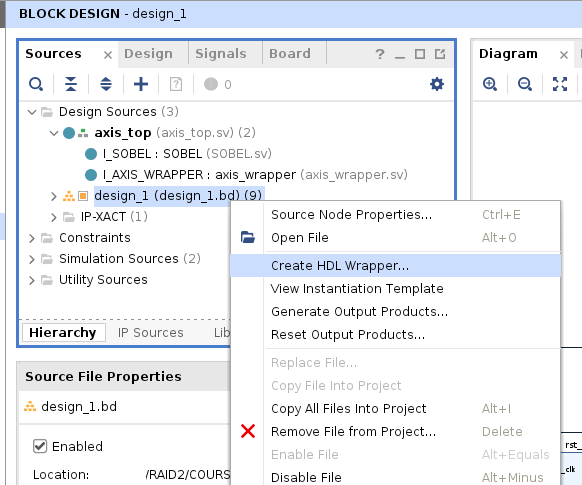 BLOCK DESIGN - design_1
Sources × Design Signals Board ? Diagram ×
0
Design Sources (3)
axis_top (axis_top.sv) (2)
I_SOBEL : SOBEL (SOBEL.sv)
I_AXIS_WRAPPER : axis_wrapper (axis_wrapper.sv)
design_1 (design_1.bd) (9)
IP-XACT (1)
Constraints
Simulation Sources (2)
Utility Sources
Hierarchy IP Sources Lib
Source File Properties
design_1.bd
Enabled
Location: /RAID2/COURS
Source Node Properties... Ctrl+E
Open File Alt+O
Create HDL Wrapper...
View Instantiation Template
Generate Output Products...
Reset Output Products...
Replace File...
Copy File Into Project
Copy All Files Into Project Alt+I
Remove File from Project... Delete
Enable File Alt+Equals
Disable File Alt+Minus
rst_
_clk